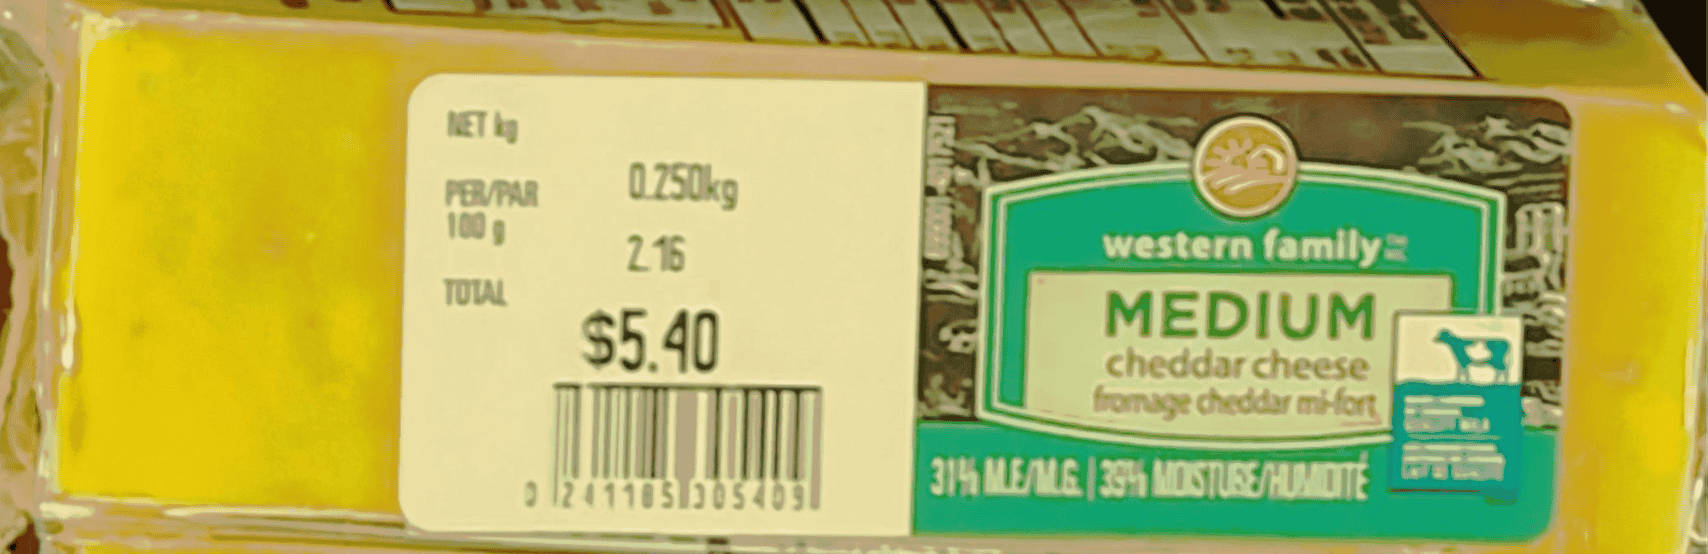 NET kg
0.250kg
PER/PAR
100 g
2.16
TOTAL
$5.40
0 241185 305409
western family
MEDIUM
cheddar cheese
fromage cheddar mi-fort
31% M.F./M.G. | 39% MOISTURE/HUMIDITÉ